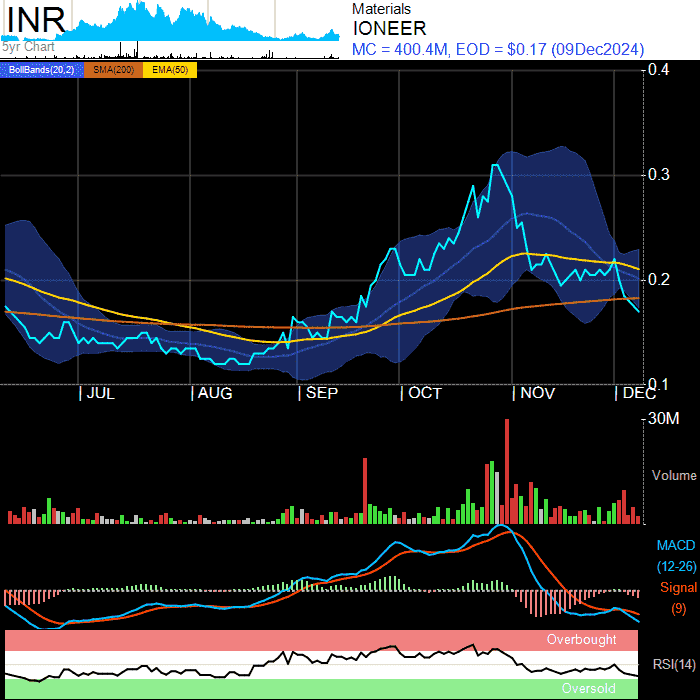 INR
5yr Chart
Materials
IONEER
MC = 400.4M, EOD = $0.17 (09Dec2024)
BollBands(20,2) SMA(200) EMA(50)
0.4
0.3
0.2
0.1
JUL AUG SEP OCT NOV DEC
30M
Volume
MACD
(12-26)
Signal
(9)
Overbought
RSI(14)
Oversold